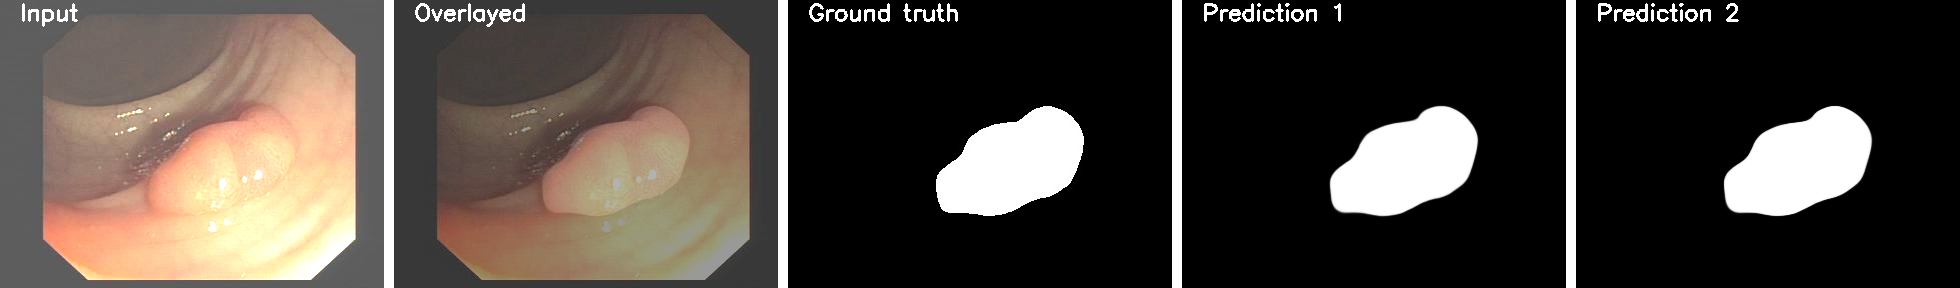 Input
Overlayed
Ground truth
Prediction 1
Prediction 2